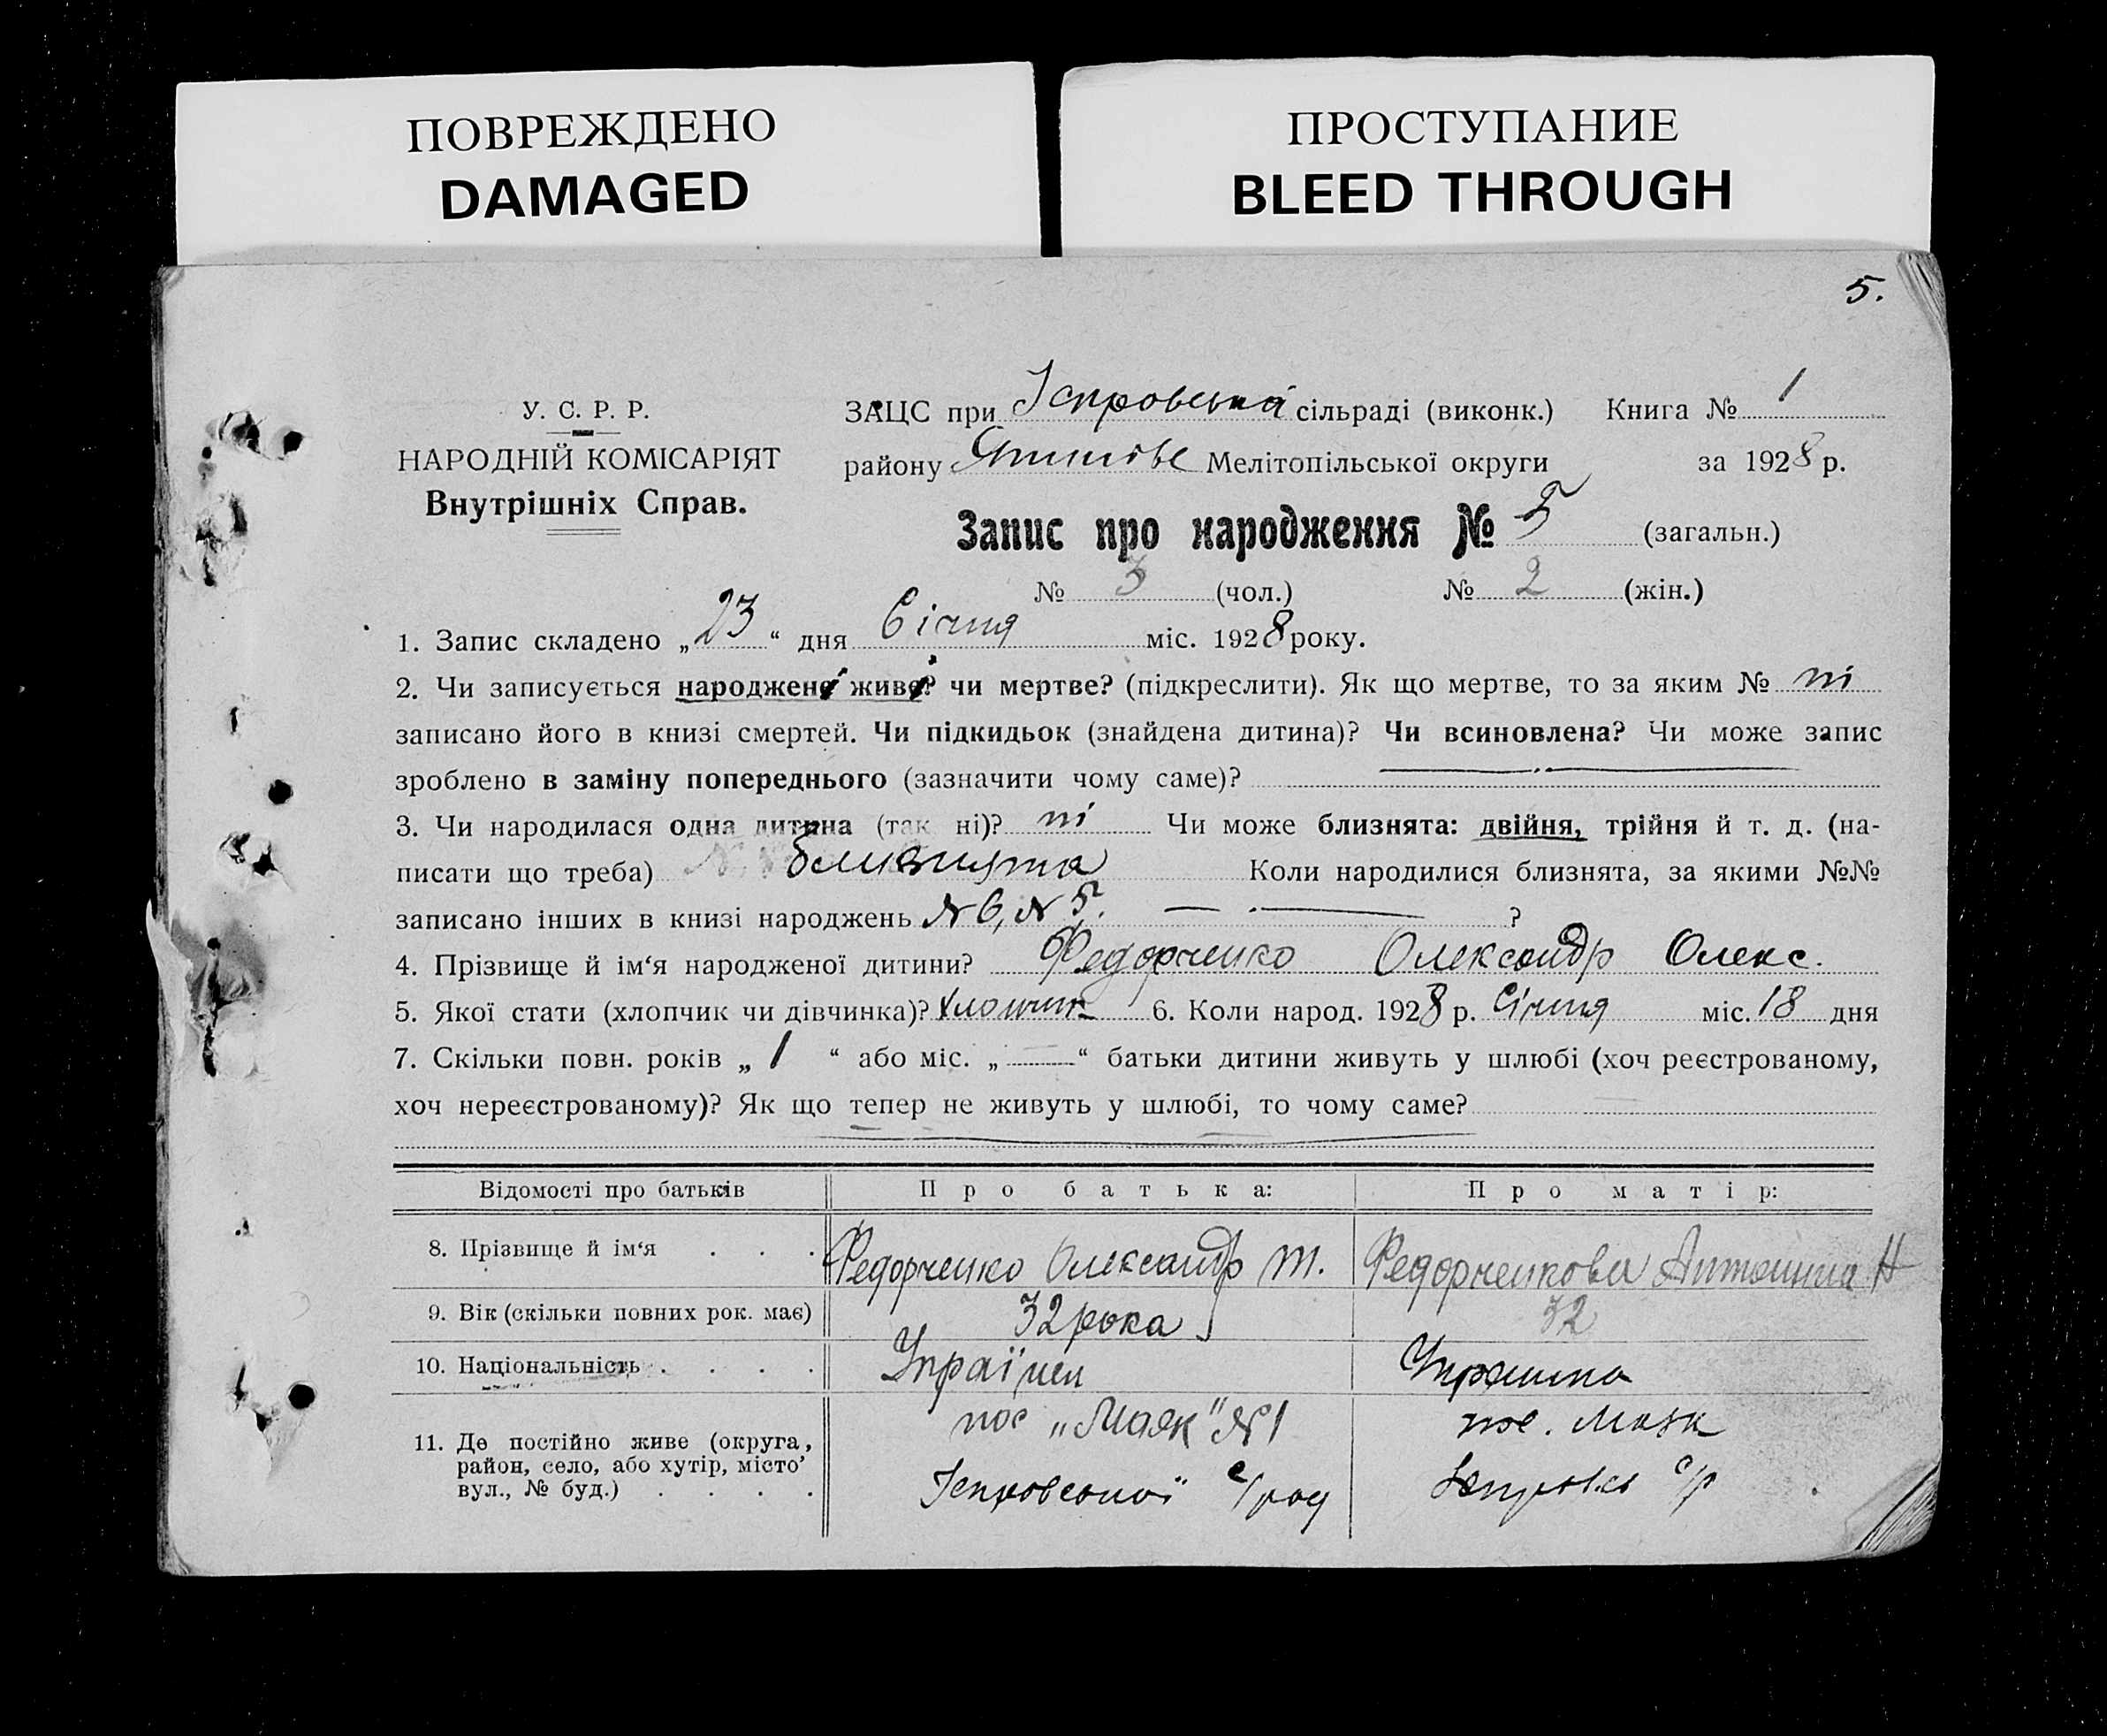 ПОВРЕЖДЕНО
DAMAGED
ПРОСТУПАНИЕ
BLEED THROUGH
5.
У. С. Р. Р.
НАРОДНІЙ КОМІСАРІЯТ
Внутрішніх Справ.
ЗАЦС при сільраді (виконк.) Книга № 1
району Мелітопільської округи за 1928 р.
Запис про народження № 5 (загальн.)
№ 3 (чол.) № 2 (жін.)
1. Запис складено „23“ дня Січня міс. 1928 року.
2. Чи записується народжене живе? чи мертве? (підкреслити). Як що мертве, то за яким № ні
записано його в книзі смертей. Чи підкидьок (знайдена дитина)? Чи всиновлена? Чи може запис
зроблено в заміну попереднього (зазначити чому саме)?
3. Чи народилася одна дитина (так ні)? ні Чи може близнята: двійня, трійня й т. д. (на-
писати що треба) близнята Коли народилися близнята, за якими №№
записано інших в книзі народжень N 6, N 5. ?
4. Прізвище й ім‘я народженої дитини? Федорченко Олександр Олекс.
5. Якої стати (хлопчик чи дівчинка)? хлопчик 6. Коли народ. 1928 р. Січня міс. 18 дня
7. Скільки повн. років „ 1 “ або міс. „ — “ батьки дитини живуть у шлюбі (хоч реєстрованому,
хоч нереєстрованому)? Як що тепер не живуть у шлюбі, то чому саме?
Відомості про батьків Про батька: Про матір:
8. Прізвище й ім‘я . . . Федорченко Олександр Т. Федорченкова Антонина Н
9. Вік (скільки повних рок. має) 32 рока 32
10. Національність . . . . Українец Українка
11. Де постійно живе (округа, район, село, або хутір, місто’ вул., № буд.) . . . .
пос „Маяк“ N1 пос. Маяк
с/рад с/р